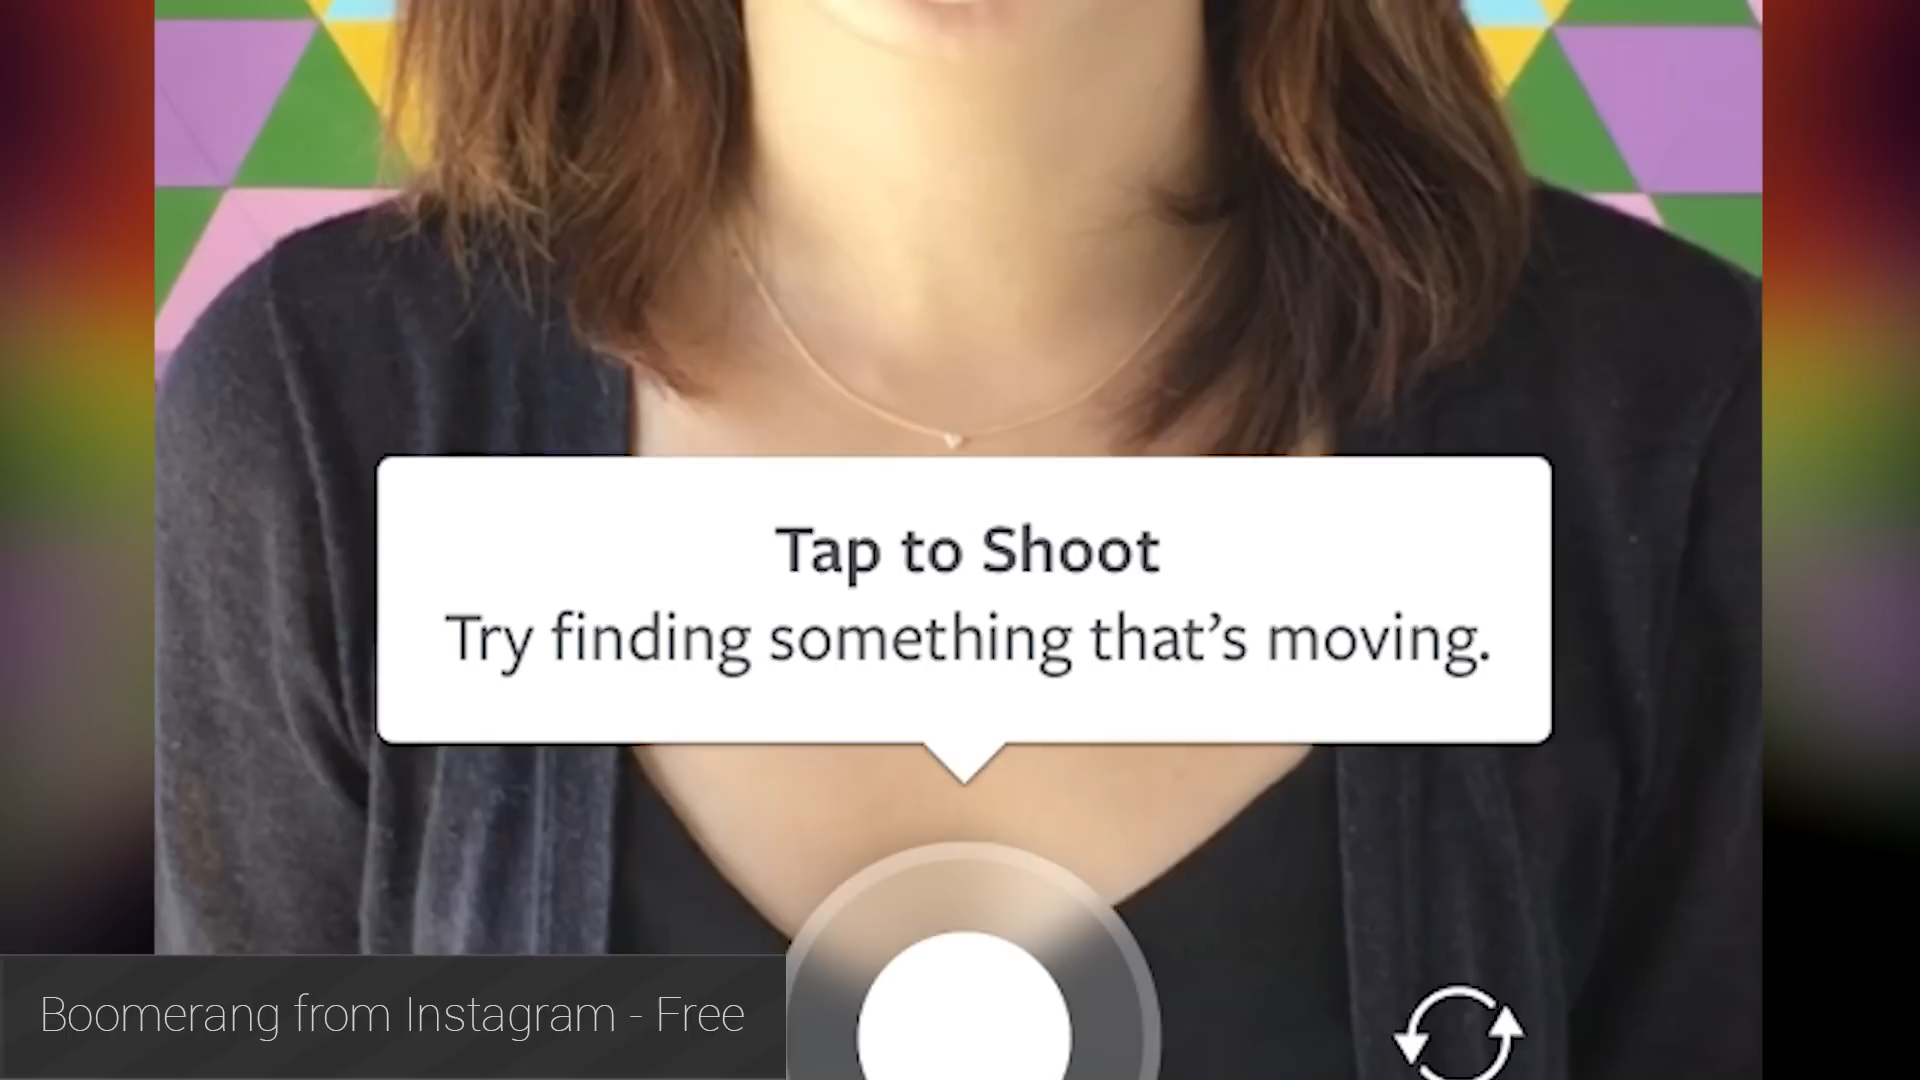 Tap to Shoot
Try finding something that’s moving.
Boomerang from Instagram - Free